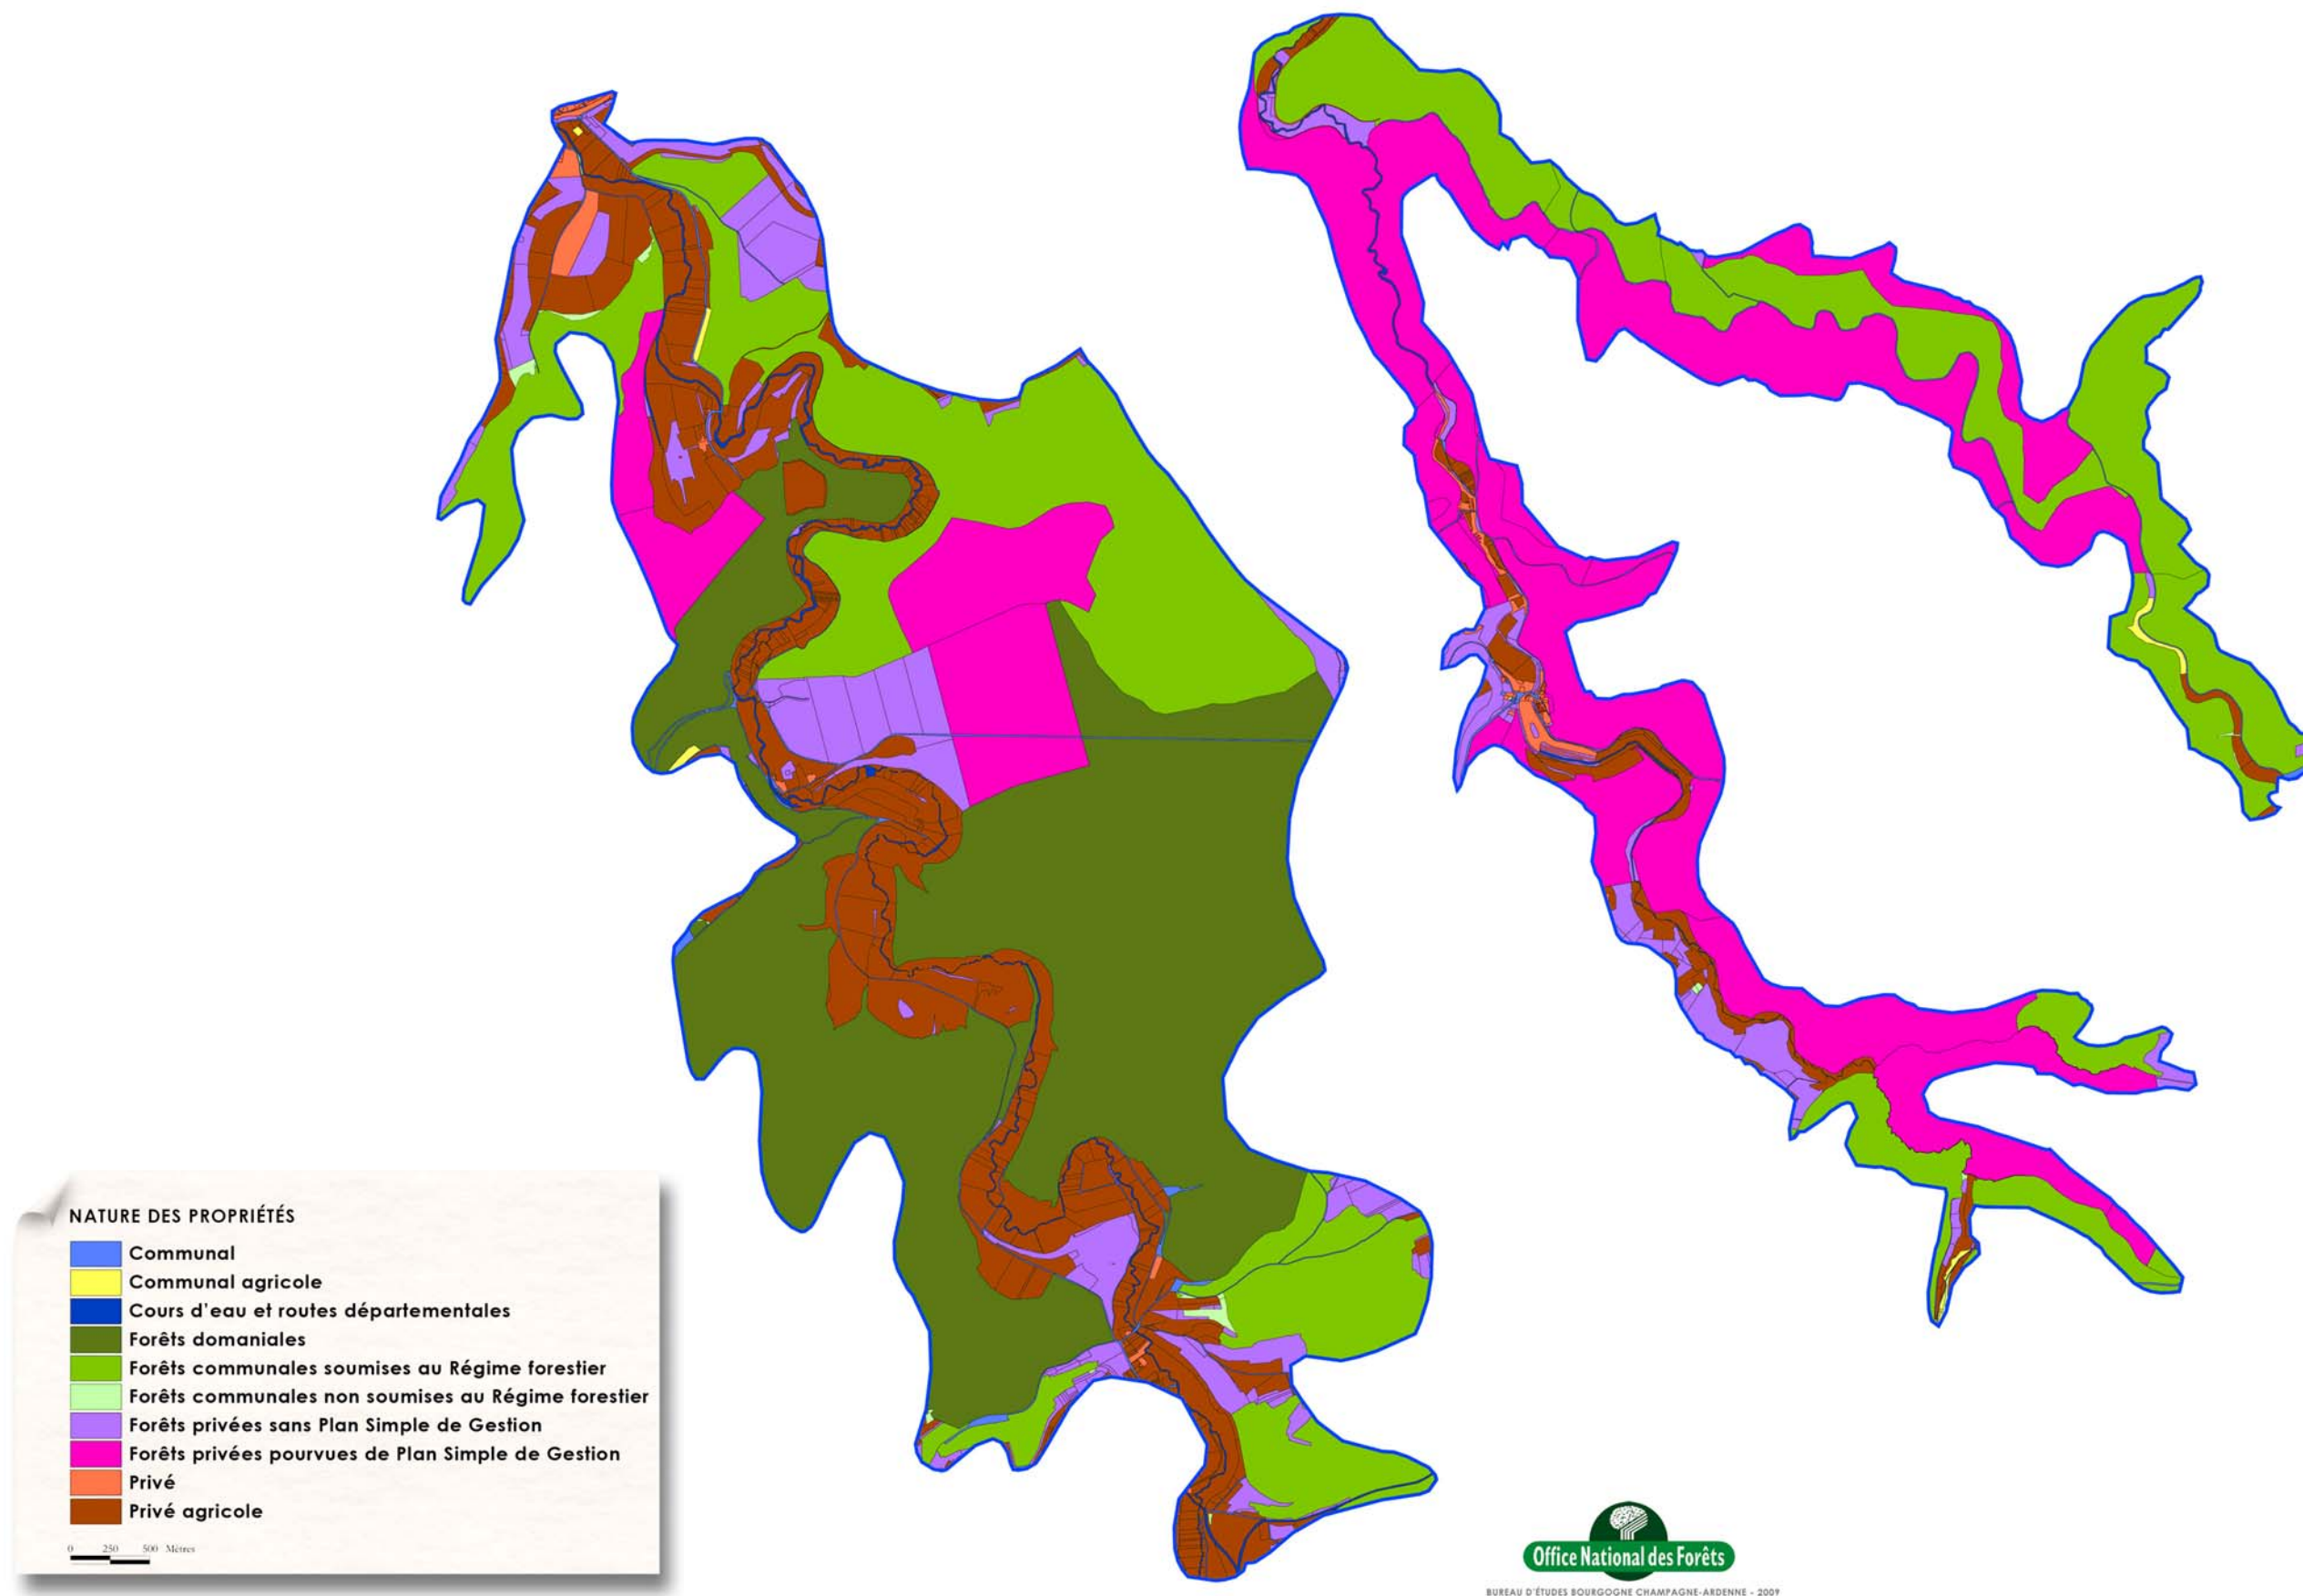 NATURE DES PROPRIÉTÉS
Communal
Communal agricole
Cours d'eau et routes départementales
Forêts domaniales
Forêts communales soumises au Régime forestier
Forêts communales non soumises au Régime forestier
Forêts privées sans Plan Simple de Gestion
Forêts privées pourvues de Plan Simple de Gestion
Privé
Privé agricole
0 250 500 Mètres
Office National des Forêts
BUREAU D'ÉTUDES BOURGOGNE CHAMPAGNE-ARDENNE - 2009